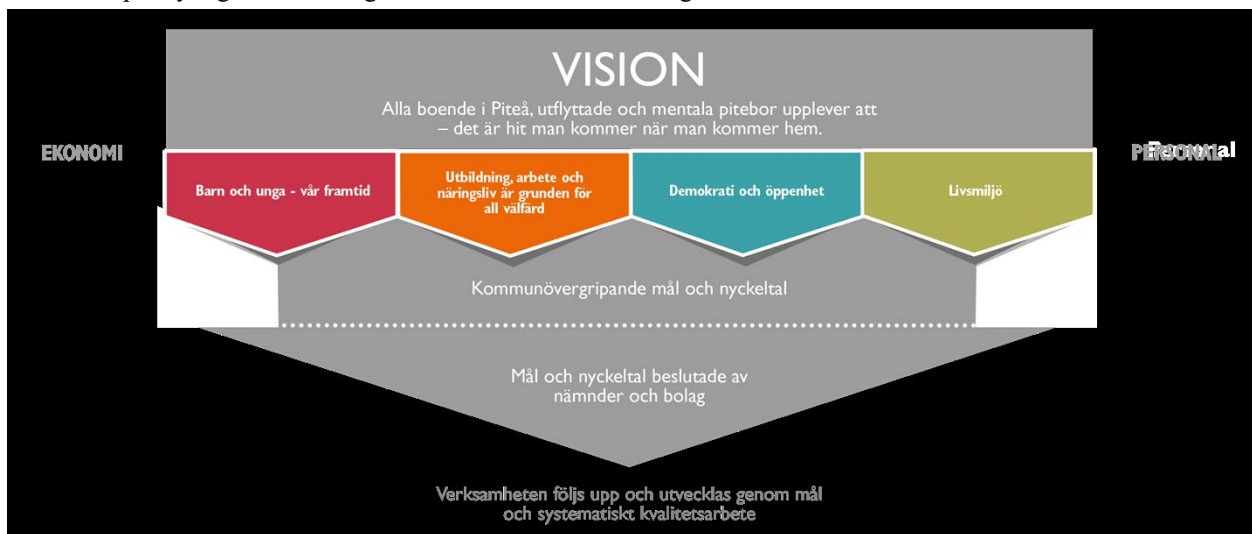 VISION
Alla boende i Piteå, utflyttade och mentala pitebor upplever att
– det är hit man kommer när man kommer hem.
EKONOMI
PERSONAL
Barn och unga - vår framtid
Utbildning, arbete och
näringsliv är grunden för
all välfärd
Demokrati och öppenhet
Livsmiljö
Kommunövergripande mål och nyckeltal
Mål och nyckeltal beslutade av
nämnder och bolag
Verksamheten följs upp och utvecklas genom mål
och systematiskt kvalitetsarbete